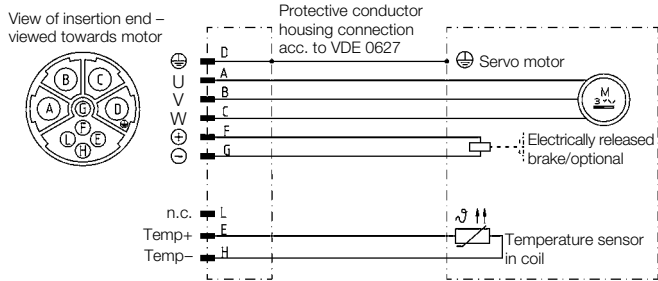 View of insertion end –
viewed towards motor
Protective conductor
housing connection
acc. to VDE 0627
B C
A G D
F
L E
H
D
Servo motor
U A
V B
W C
M
3~
+ F
− G
Electrically released
brake/optional
n.c. L
Temp+ E
Temp– H
ϑ
Temperature sensor
in coil